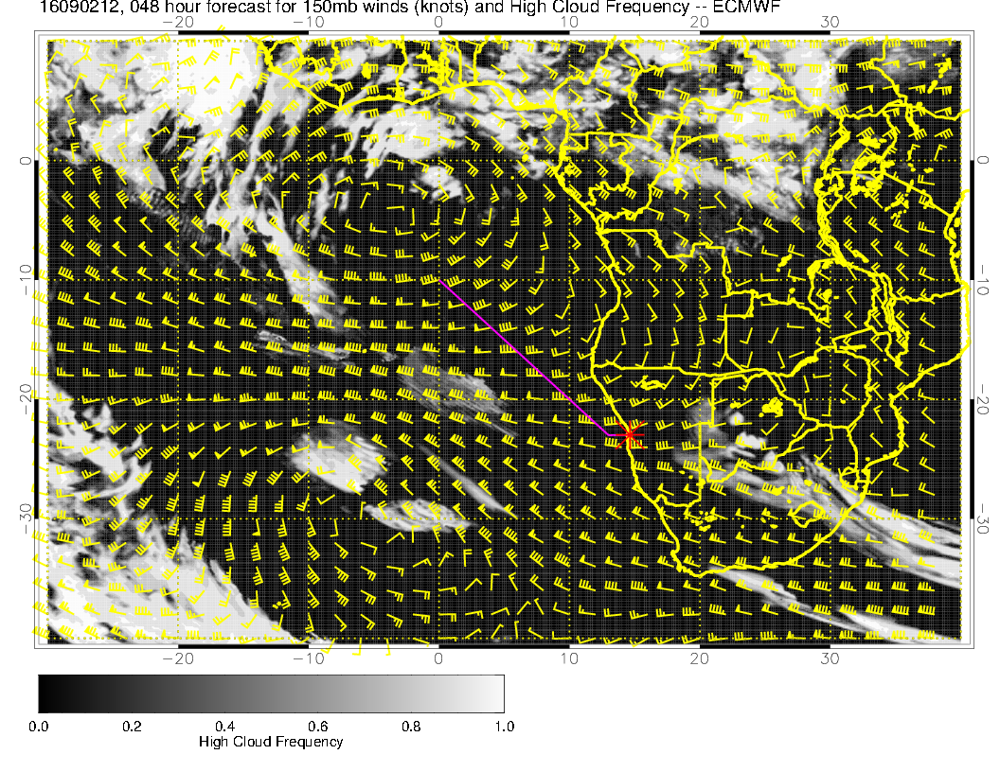 16090212, 048 hour forecast for 150mb winds (knots) and High Cloud Frequency -- ECMWF
−20 −10 0 10 20 30
0 0
−10 −10
−20 −20
−30 −30
−20 −10 0 10 20 30
0.0 0.2 0.4 0.6 0.8 1.0
High Cloud Frequency